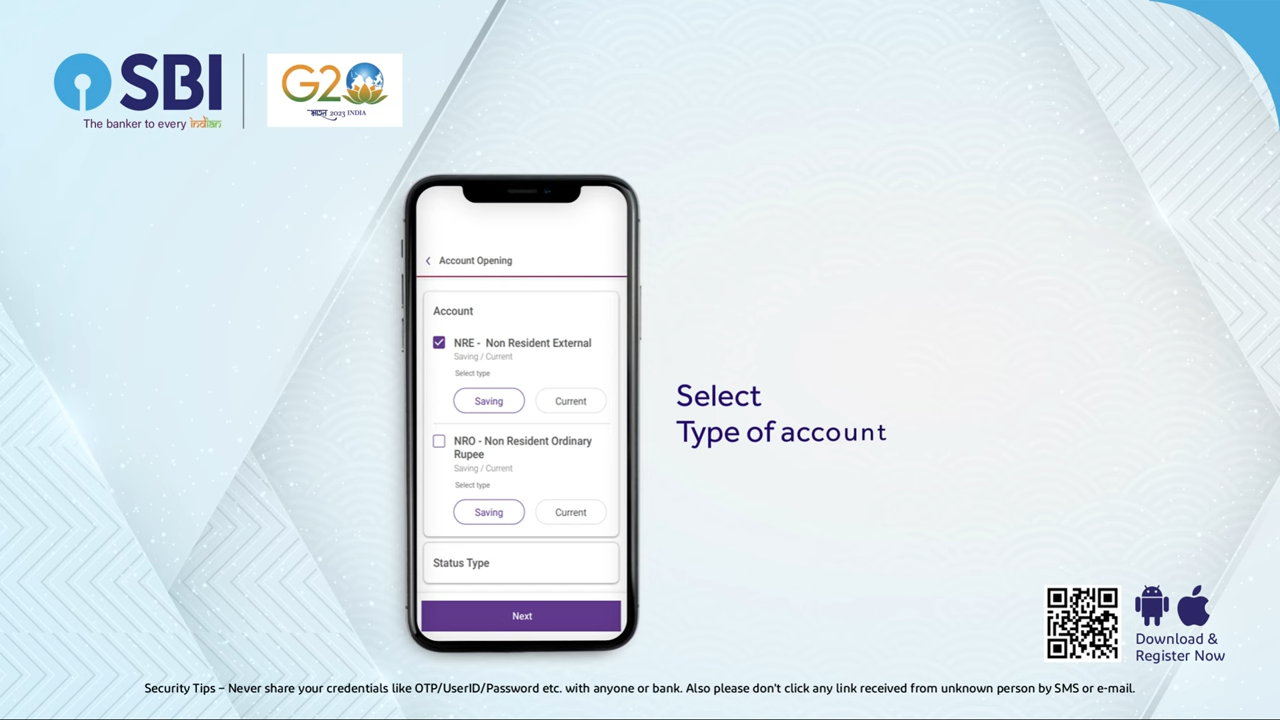 SBI
The banker to every indian
G20
भारत 2023 INDIA
Account Opening
Account
NRE - Non Resident External
Saving / Current
Select type
Saving
Current
NRO - Non Resident Ordinary
Rupee
Saving / Current
Select type
Saving
Current
Status Type
Next
Select
Type of account
Download &
Register Now
Security Tips – Never share your credentials like OTP/UserID/Password etc. with anyone or bank. Also please don't click any link received from unknown person by SMS or e-mail.